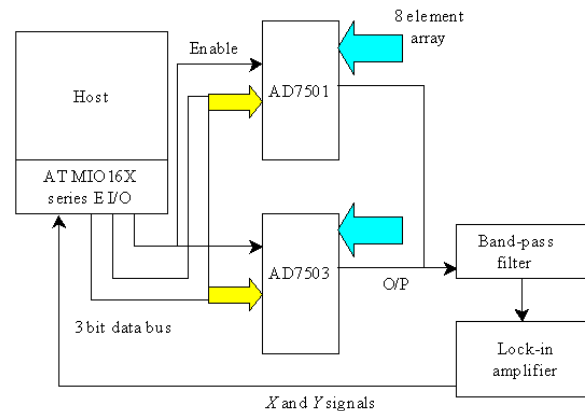 8 element
array
Enable
Host
AD7501
AT MIO16X
series E I/O
AD7503
Band-pass
filter
O/P
3 bit data bus
Lock-in
amplifier
X and Y signals